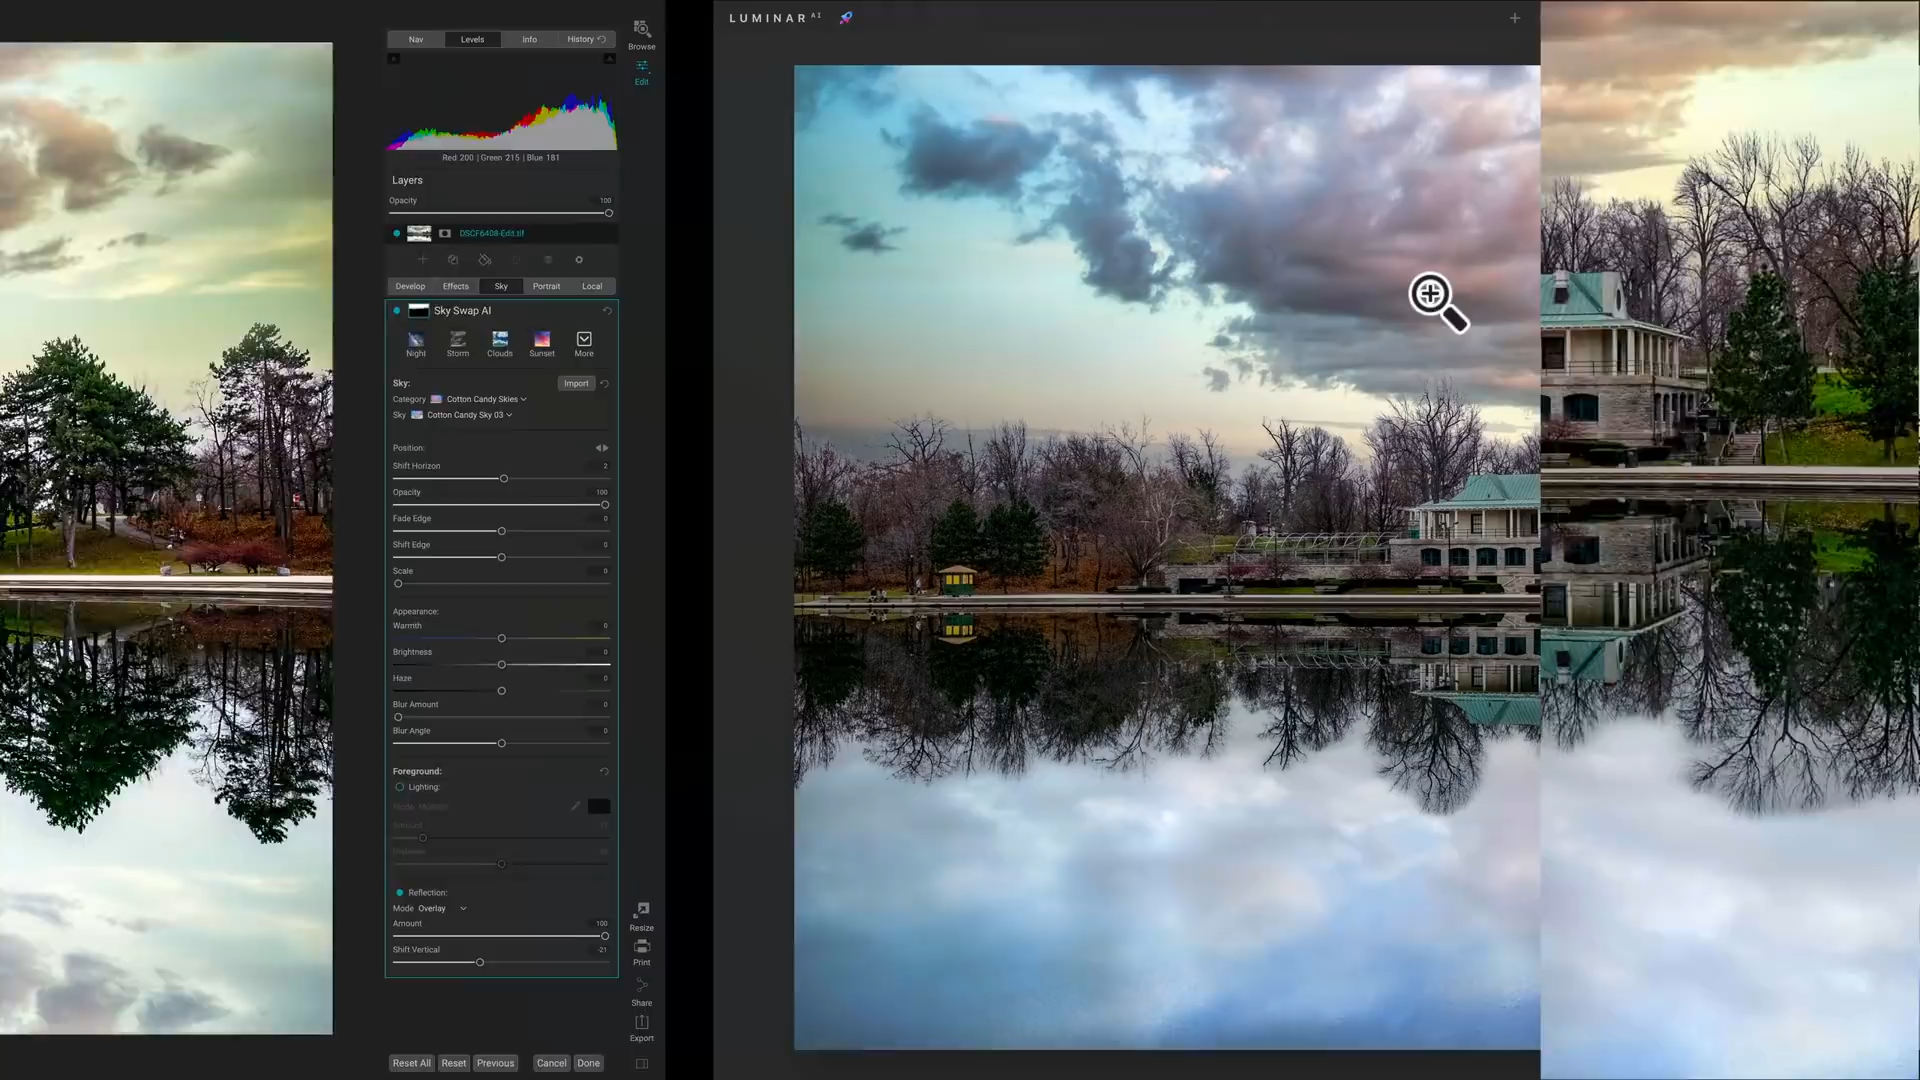 Nav Levels Info History
Browse
Edit
Red 200 | Green 215 | Blue 181
Layers
Opacity 100
DSCF6408-Edit.tif
Develop Effects Sky Portrait Local
Sky Swap AI
Night Storm Clouds Sunset More
Sky: Import
Category Cotton Candy Skies
Sky Cotton Candy Sky 03
Position:
Shift Horizon 2
Opacity 100
Fade Edge 0
Shift Edge 0
Scale 0
Appearance:
Warmth 0
Brightness 0
Haze 0
Blur Amount 0
Blur Angle 0
Foreground:
Lighting:
Mode
Amount
Reflection:
Mode Overlay
Amount 100
Shift Vertical -21
Resize
Print
Share
Export
Reset All Reset Previous Cancel Done
LUMINAR AI